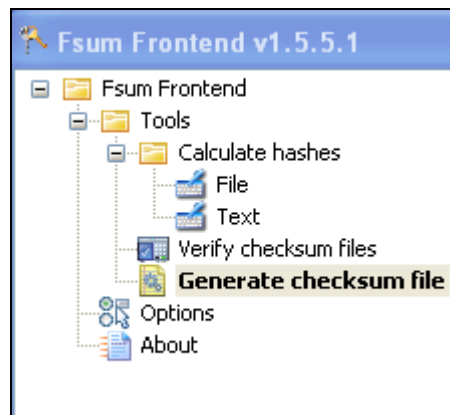 Fsum Frontend v1.5.5.1
Fsum Frontend
Tools
Calculate hashes
File
Text
Verify checksum files
Generate checksum file
Options
About